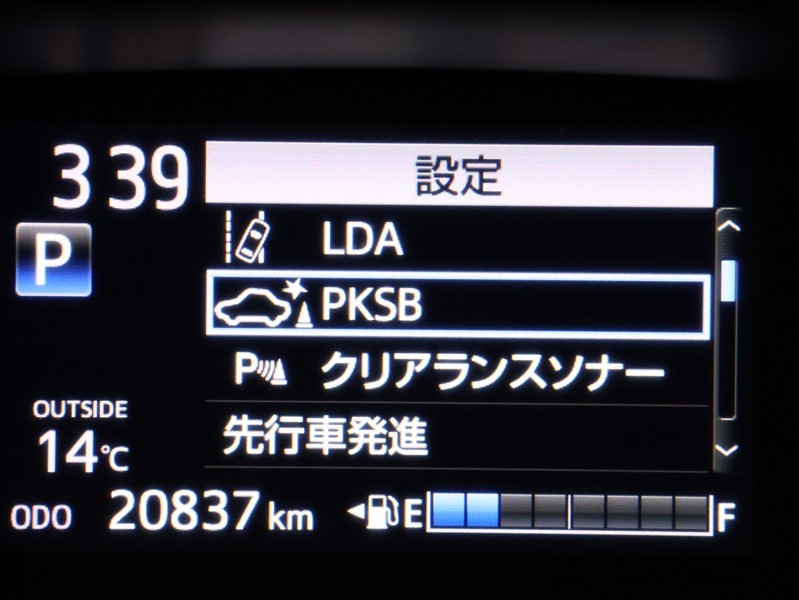 3 39
設定
P
LDA
PKSB
P クリアランスソナー
先行車発進
OUTSIDE
14℃
ODO 20837 km E F